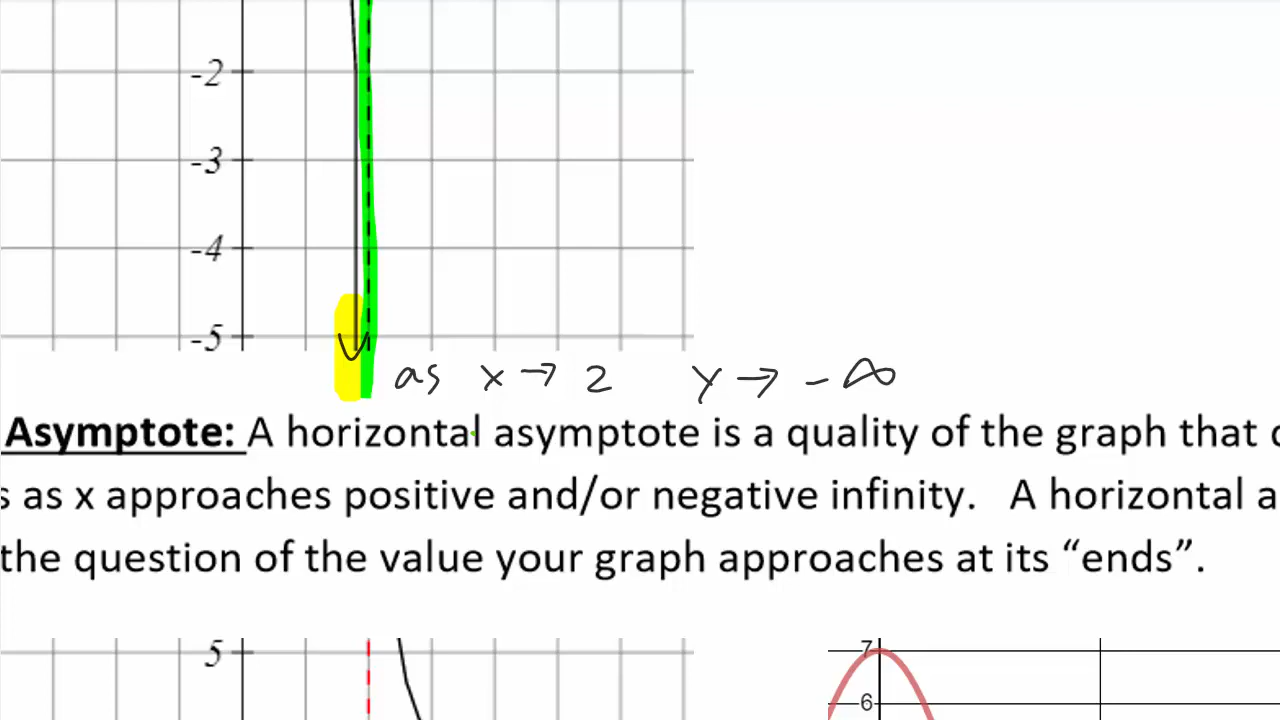 -2
-3
-4
-5
as x → 2 y → -∞
Asymptote: A horizontal asymptote is a quality of the graph that
as x approaches positive and/or negative infinity. A horizontal a
the question of the value your graph approaches at its “ends”.
5
7
6